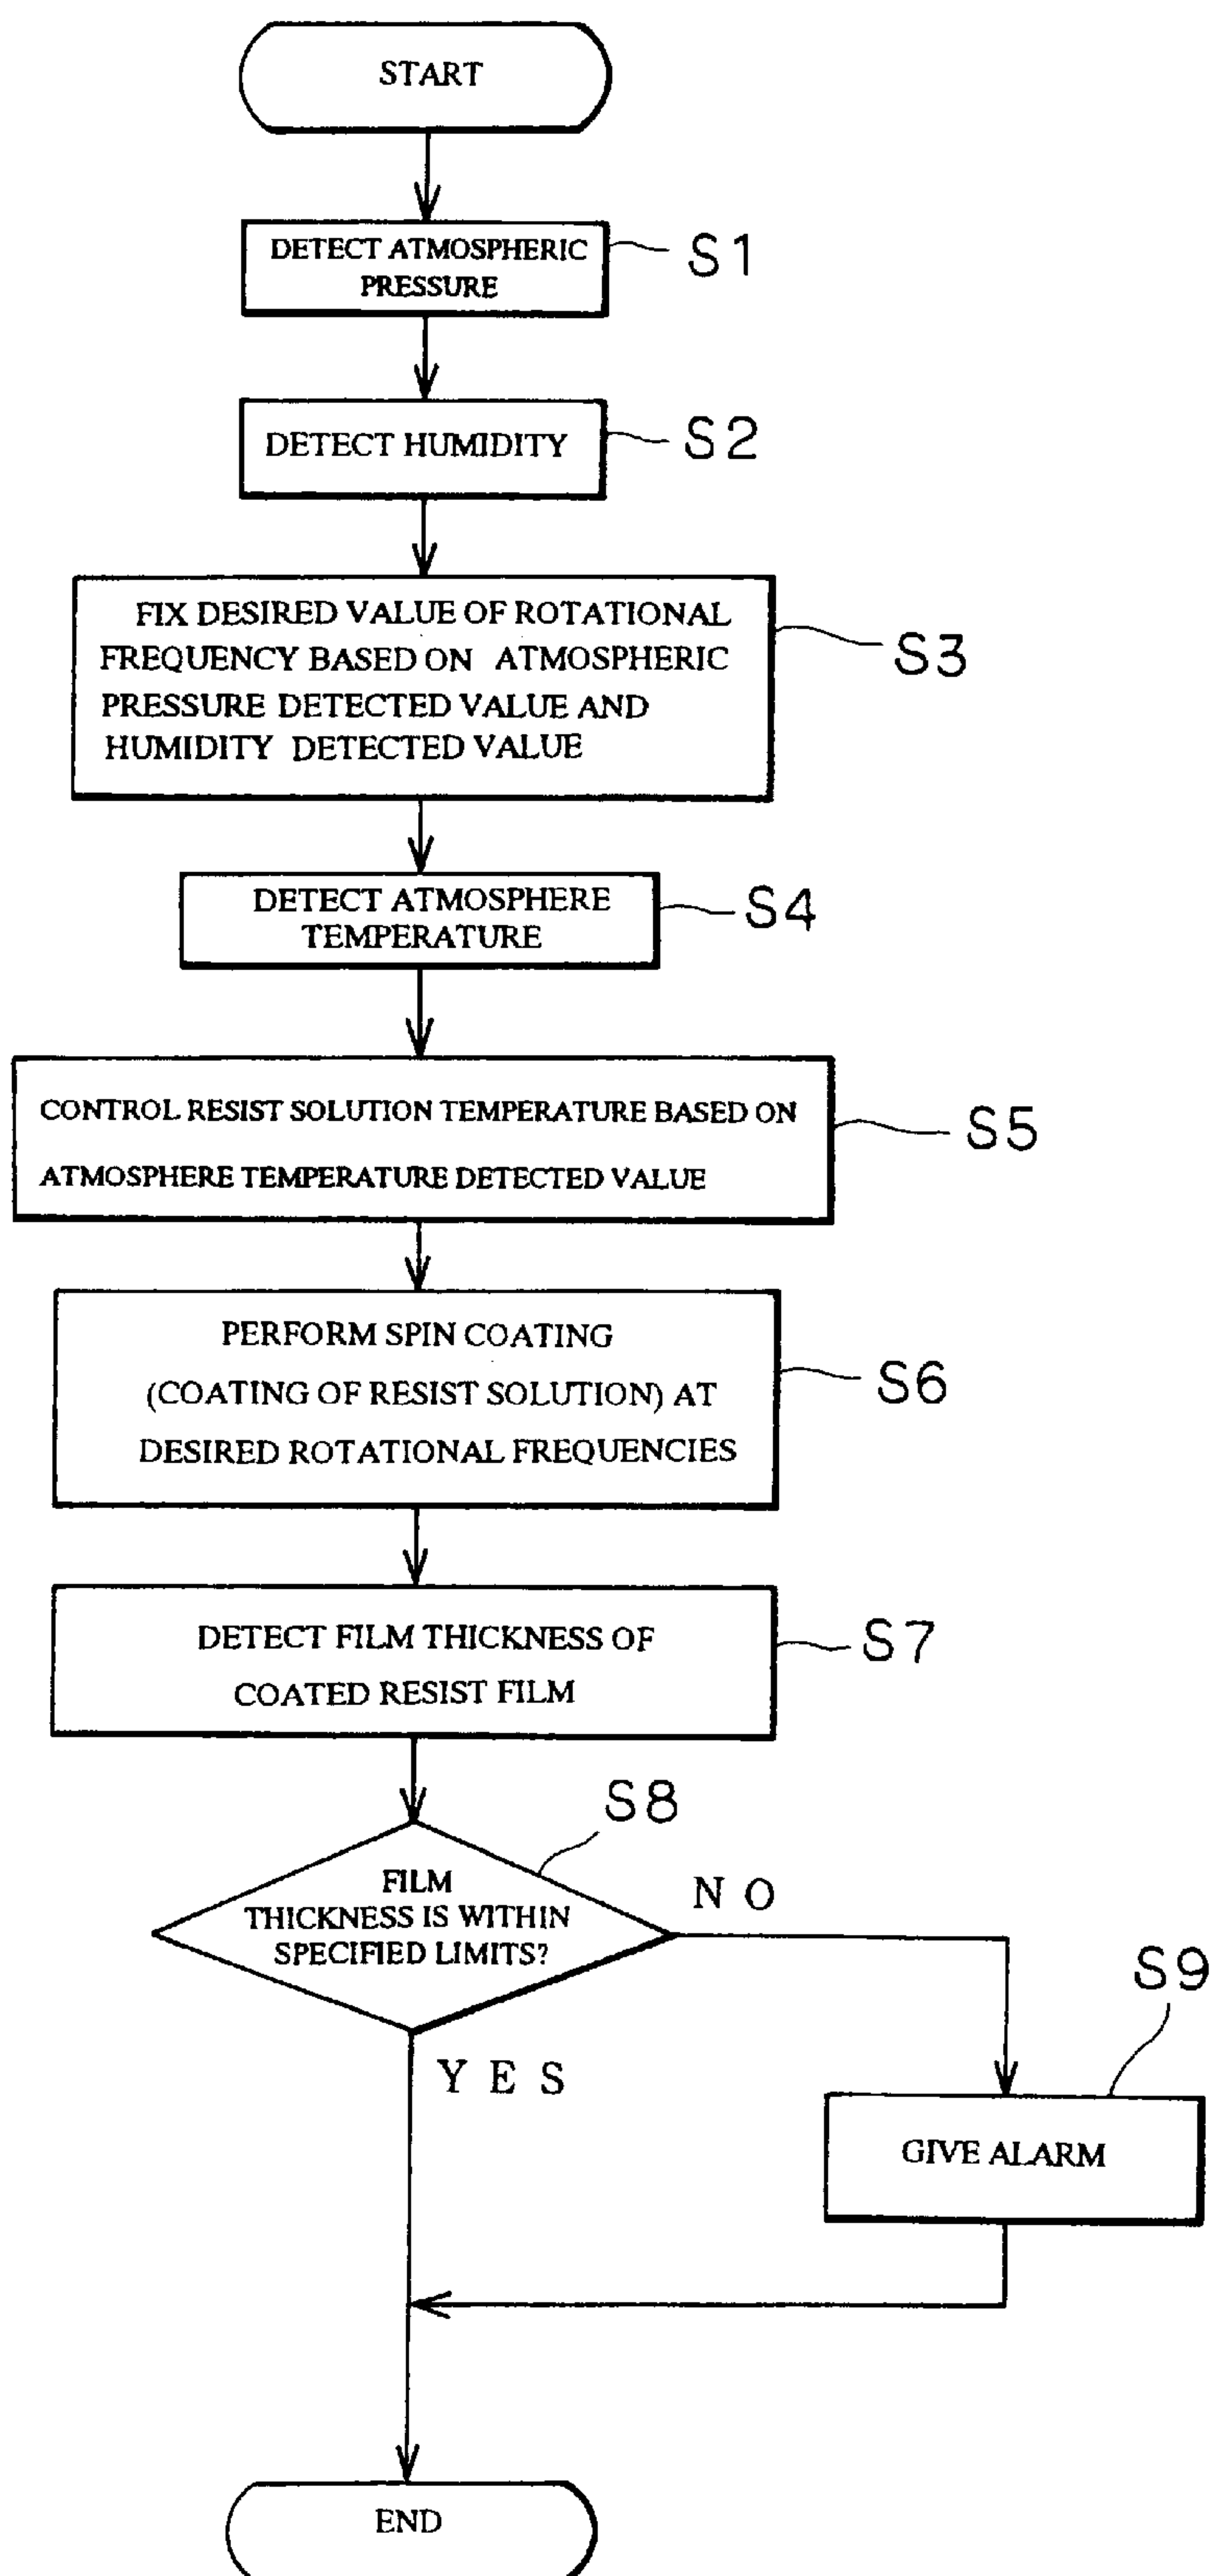 START
DETECT ATMOSPHERIC
PRESSURE
S1
DETECT HUMIDITY
S2
FIX DESIRED VALUE OF ROTATIONAL
FREQUENCY BASED ON ATMOSPHERIC
PRESSURE DETECTED VALUE AND
HUMIDITY DETECTED VALUE
S3
DETECT ATMOSPHERE
TEMPERATURE
S4
CONTROL RESIST SOLUTION TEMPERATURE BASED ON
ATMOSPHERE TEMPERATURE DETECTED VALUE
S5
PERFORM SPIN COATING
(COATING OF RESIST SOLUTION) AT
DESIRED ROTATIONAL FREQUENCIES
S6
DETECT FILM THICKNESS OF
COATED RESIST FILM
S7
S8
FILM
THICKNESS IS WITHIN
SPECIFIED LIMITS?
NO
YES
S9
GIVE ALARM
END